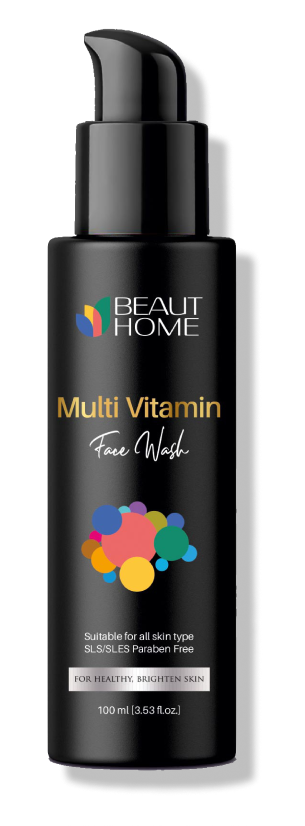 BEAUT
HOME
Multi Vitamin
Face Wash
Suitable for all skin type
SLS/SLES Paraben Free
FOR HEALTHY, BRIGHTEN SKIN
100 ml [3.53 fl.oz.]